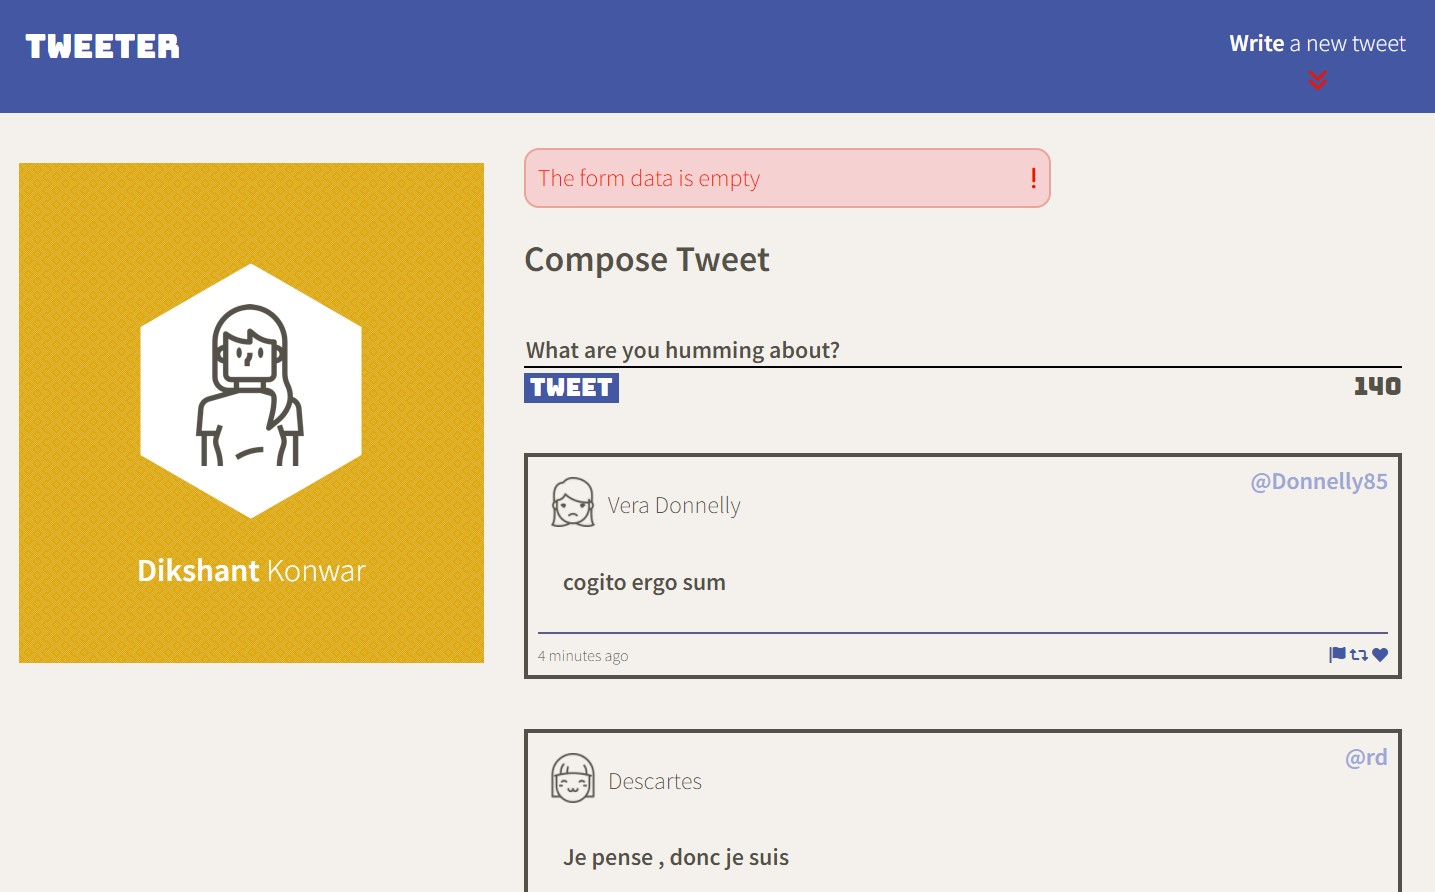 TWEETER
Write a new tweet
The form data is empty !
Compose Tweet
What are you humming about?
TWEET
140
Dikshant Konwar
Vera Donnelly
@Donnelly85
cogito ergo sum
4 minutes ago
Descartes
@rd
Je pense , donc je suis